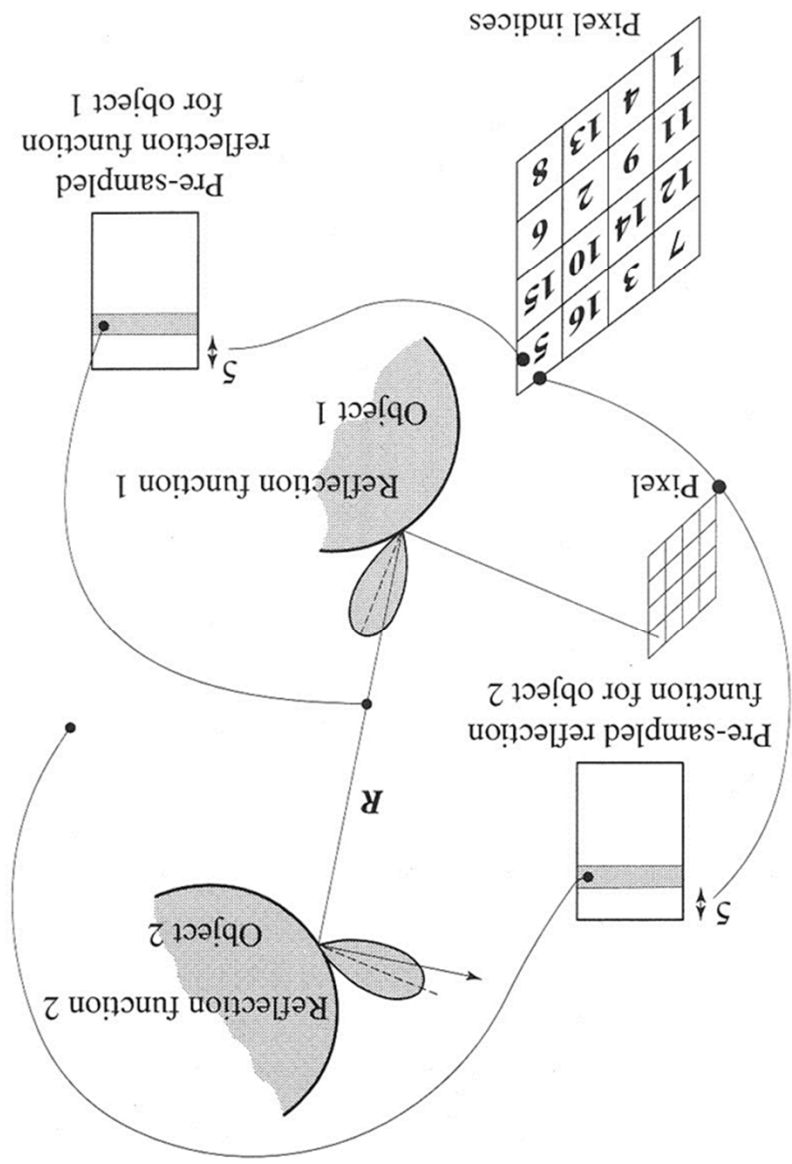 Reflection function 2
Object 2
5
R
Pre-sampled reflection
function for object 2
Pixel
Reflection function 1
Object 1
5
7 3 16 5
12 14 10 15
11 9 2 6
1 4 13 8
Pixel indices
Pre-sampled
reflection function
for object 1